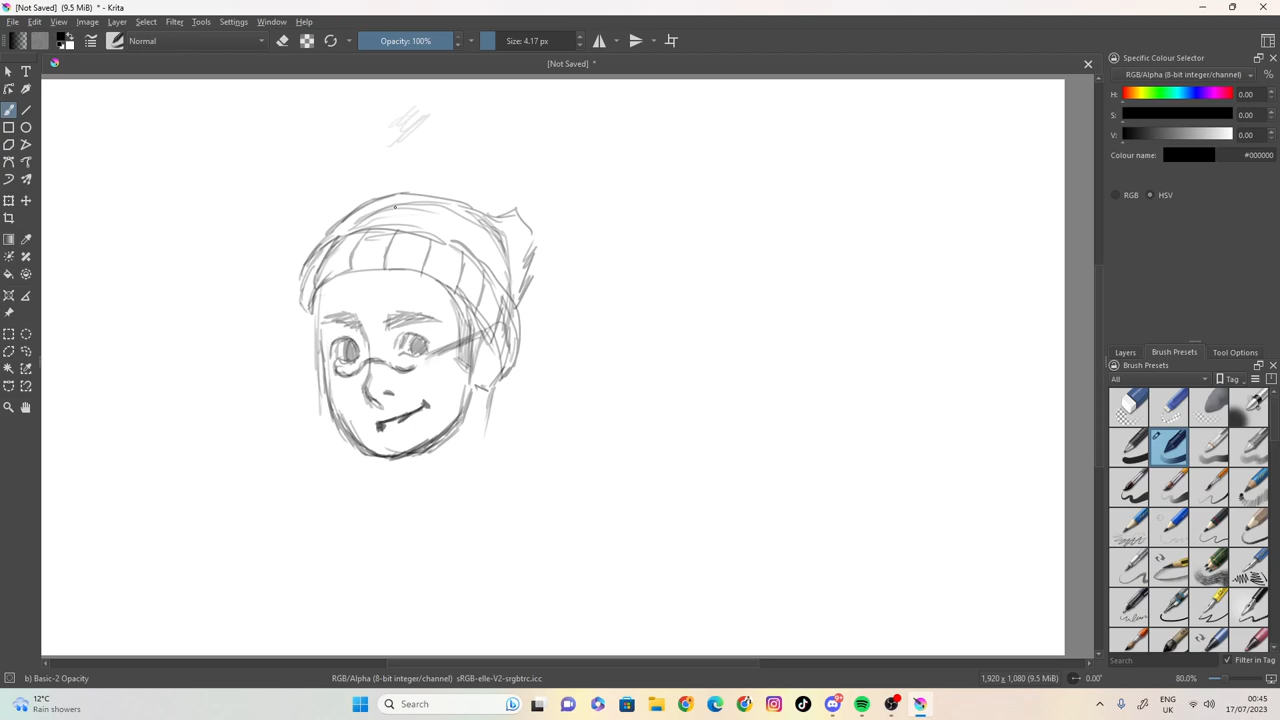 [Not Saved] (9.5 MiB) * - Krita
File Edit View Image Layer Select Filter Tools Settings Window Help
Normal Opacity: 100% Size: 4.17 px
[Not Saved] *
Specific Colour Selector
RGB/Alpha (8-bit integer/channel) %
H: 0.00
S: 0.00
V: 0.00
Colour name: #000000
RGB HSV
Layers Brush Presets Tool Options
Brush Presets
All Tag
Search Filter in Tag
b) Basic-2 Opacity RGB/Alpha (8-bit integer/channel) sRGB-elle-V2-srgbtrc.icc 1,920 x 1,080 (9.5 MiB) 0.00° 80.0%
12°C
Rain showers
Search
ENG
UK
00:45
17/07/2023